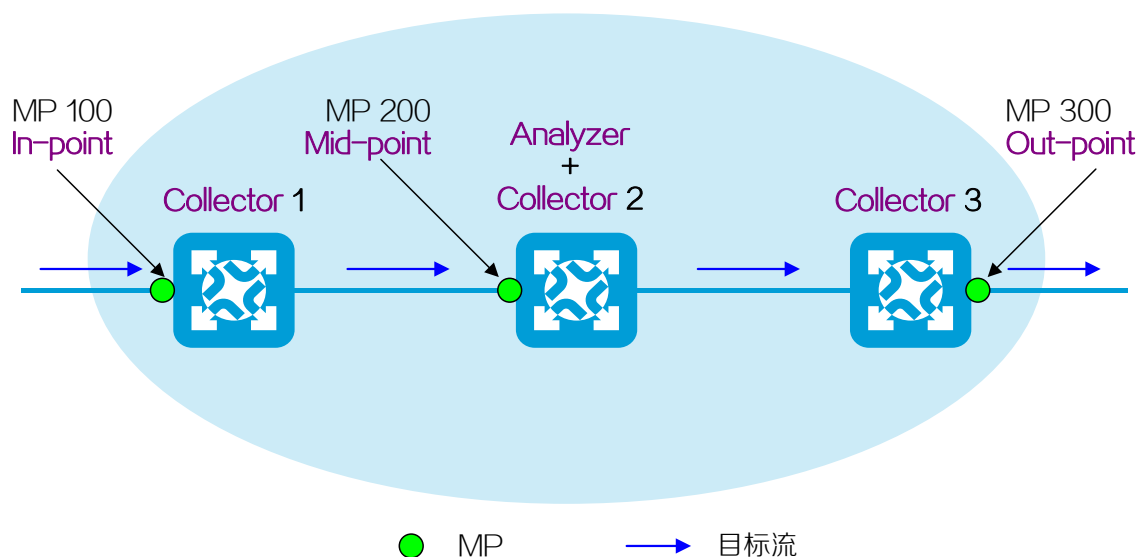 MP 100
In-point
MP 200
Mid-point
Analyzer
+
Collector 2
MP 300
Out-point
Collector 1
Collector 3
MP
目标流